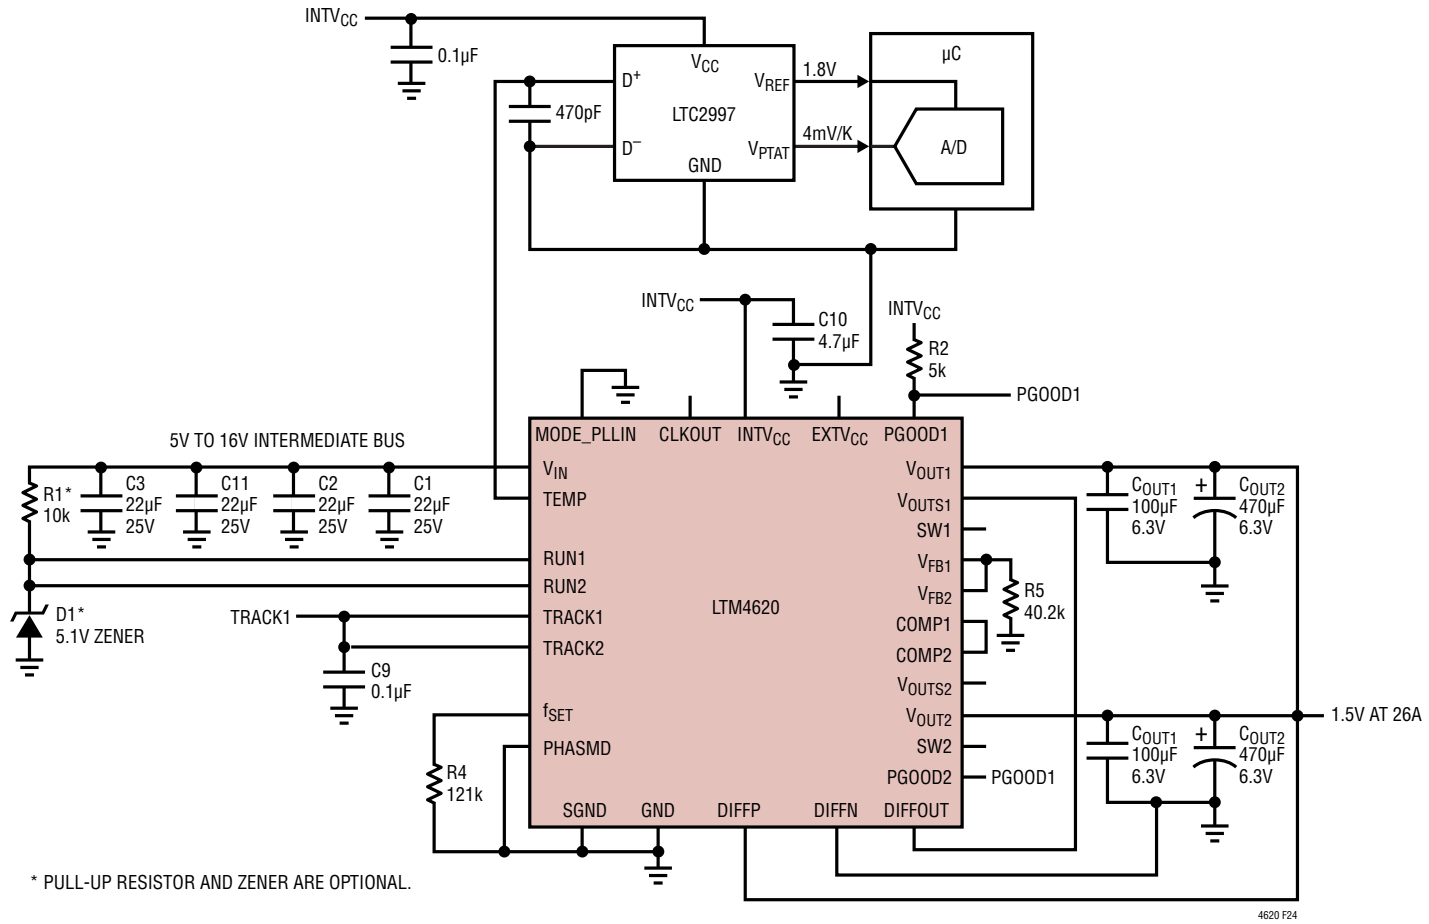 INTVCC
0.1µF
VCC
D+
470pF
D−
LTC2997
GND
VREF
VPTAT
1.8V
4mV/K
µC
A/D
INTVCC
C10
4.7µF
INTVCC
R2
5k
PGOOD1
MODE_PLLIN
CLKOUT
INTVCC
EXTVCC
PGOOD1
5V TO 16V INTERMEDIATE BUS
R1*
10k
C3
22µF
25V
C11
22µF
25V
C2
22µF
25V
C1
22µF
25V
D1*
5.1V ZENER
TRACK1
C9
0.1µF
R4
121k
VIN
TEMP
RUN1
RUN2
TRACK1
TRACK2
fSET
PHASMD
LTM4620
VOUT1
VOUTS1
SW1
VFB1
VFB2
COMP1
COMP2
VOUTS2
VOUT2
SW2
PGOOD2
PGOOD1
SGND
GND
DIFFP
DIFFN
DIFFOUT
R5
40.2k
COUT1
100µF
6.3V
+
COUT2
470µF
6.3V
1.5V AT 26A
COUT1
100µF
6.3V
+
COUT2
470µF
6.3V
* PULL-UP RESISTOR AND ZENER ARE OPTIONAL.
4620 F24